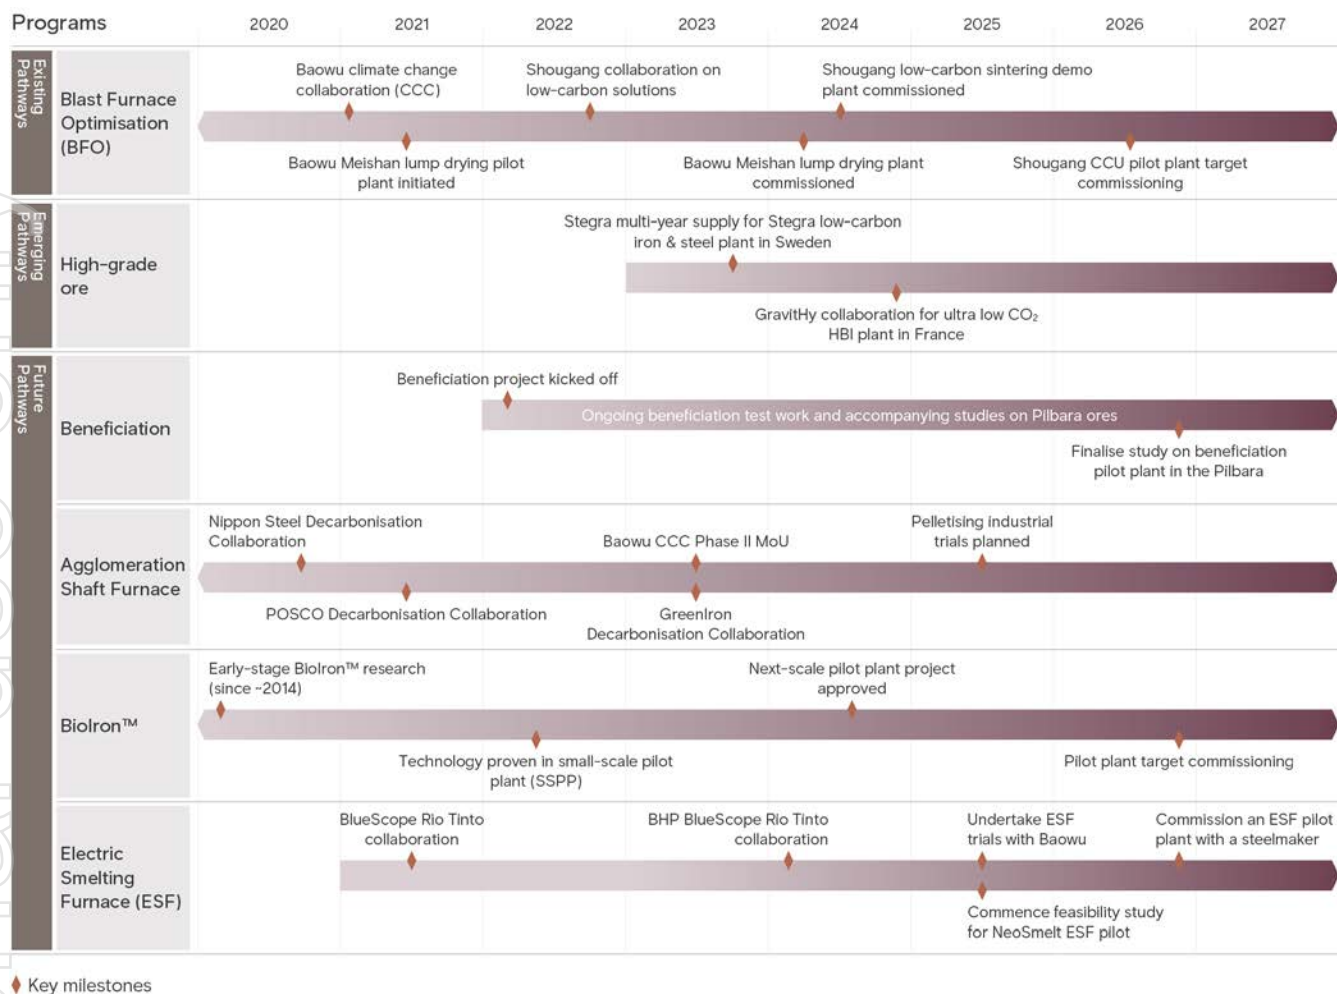 Programs
2020
2021
2022
2023
2024
2025
2026
2027
Existing
Pathways
Blast Furnace
Optimisation
(BFO)
Baowu climate change
collaboration (CCC)
Shougang collaboration on
low-carbon solutions
Shougang low-carbon sintering demo
plant commissioned
Baowu Meishan lump drying pilot
plant initiated
Baowu Meishan lump drying plant
commissioned
Shougang CCU pilot plant target
commissioning
Emerging
Pathways
High-grade
ore
Stegra multi-year supply for Stegra low-carbon
iron & steel plant in Sweden
GravitHy collaboration for ultra low CO₂
HBI plant in France
Future
Pathways
Beneficiation
Beneficiation project kicked off
Ongoing beneficiation test work and accompanying studies on Pilbara ores
Finalise study on beneficiation
pilot plant in the Pilbara
Agglomeration
Shaft Furnace
Nippon Steel Decarbonisation
Collaboration
Baowu CCC Phase II MoU
Pelletising industrial
trials planned
POSCO Decarbonisation Collaboration
GreenIron
Decarbonisation Collaboration
BioIron™
Early-stage BioIron™ research
(since ~2014)
Next-scale pilot plant project
approved
Technology proven in small-scale pilot
plant (SSPP)
Pilot plant target commissioning
Electric
Smelting
Furnace (ESF)
BlueScope Rio Tinto
collaboration
BHP BlueScope Rio Tinto
collaboration
Undertake ESF
trials with Baowu
Commission an ESF pilot
plant with a steelmaker
Commence feasibility study
for NeoSmelt ESF pilot
Key milestones